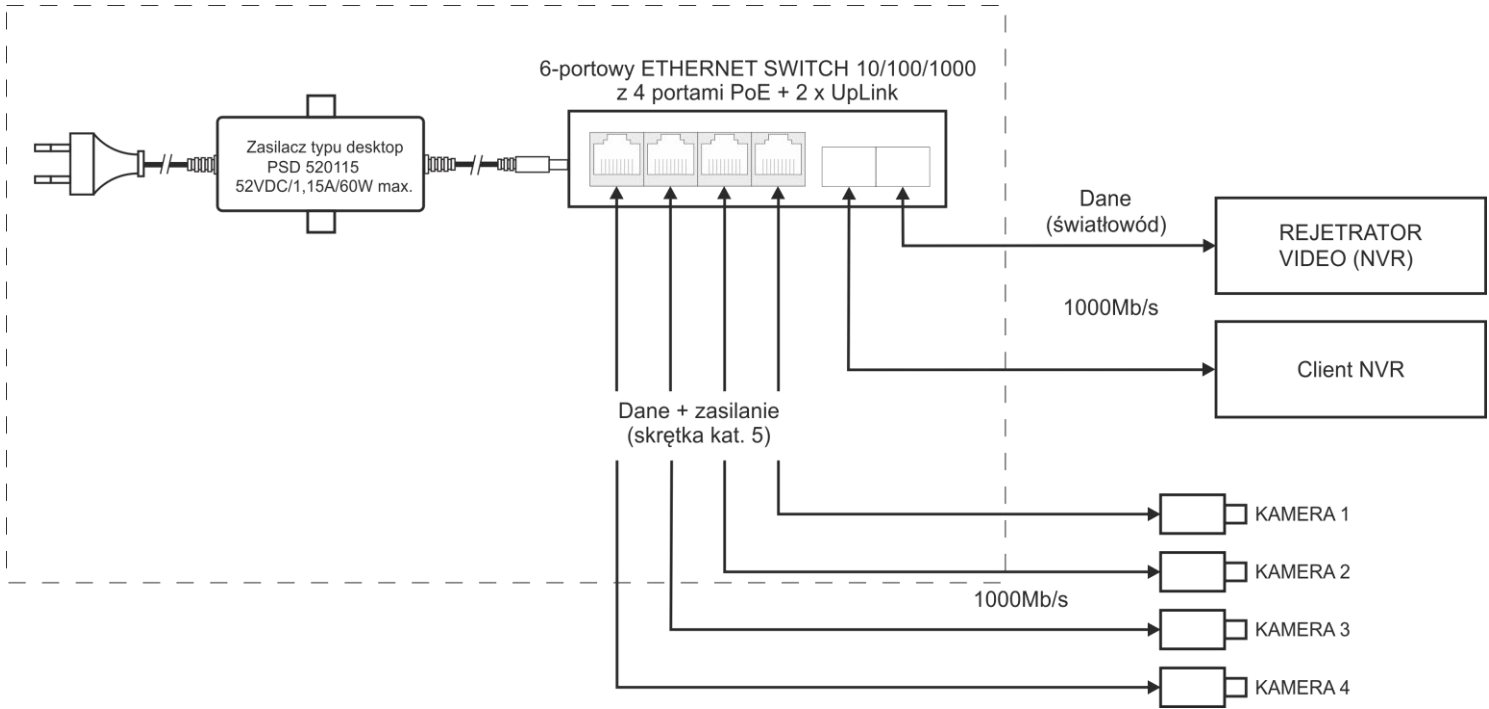 6-portowy ETHERNET SWITCH 10/100/1000
z 4 portami PoE + 2 x UpLink
Zasilacz typu desktop
PSD 520115
52VDC/1,15A/60W max.
Dane
(światłowód)
REJETRATOR
VIDEO (NVR)
1000Mb/s
Client NVR
Dane + zasilanie
(skrętka kat. 5)
KAMERA 1
KAMERA 2
1000Mb/s
KAMERA 3
KAMERA 4